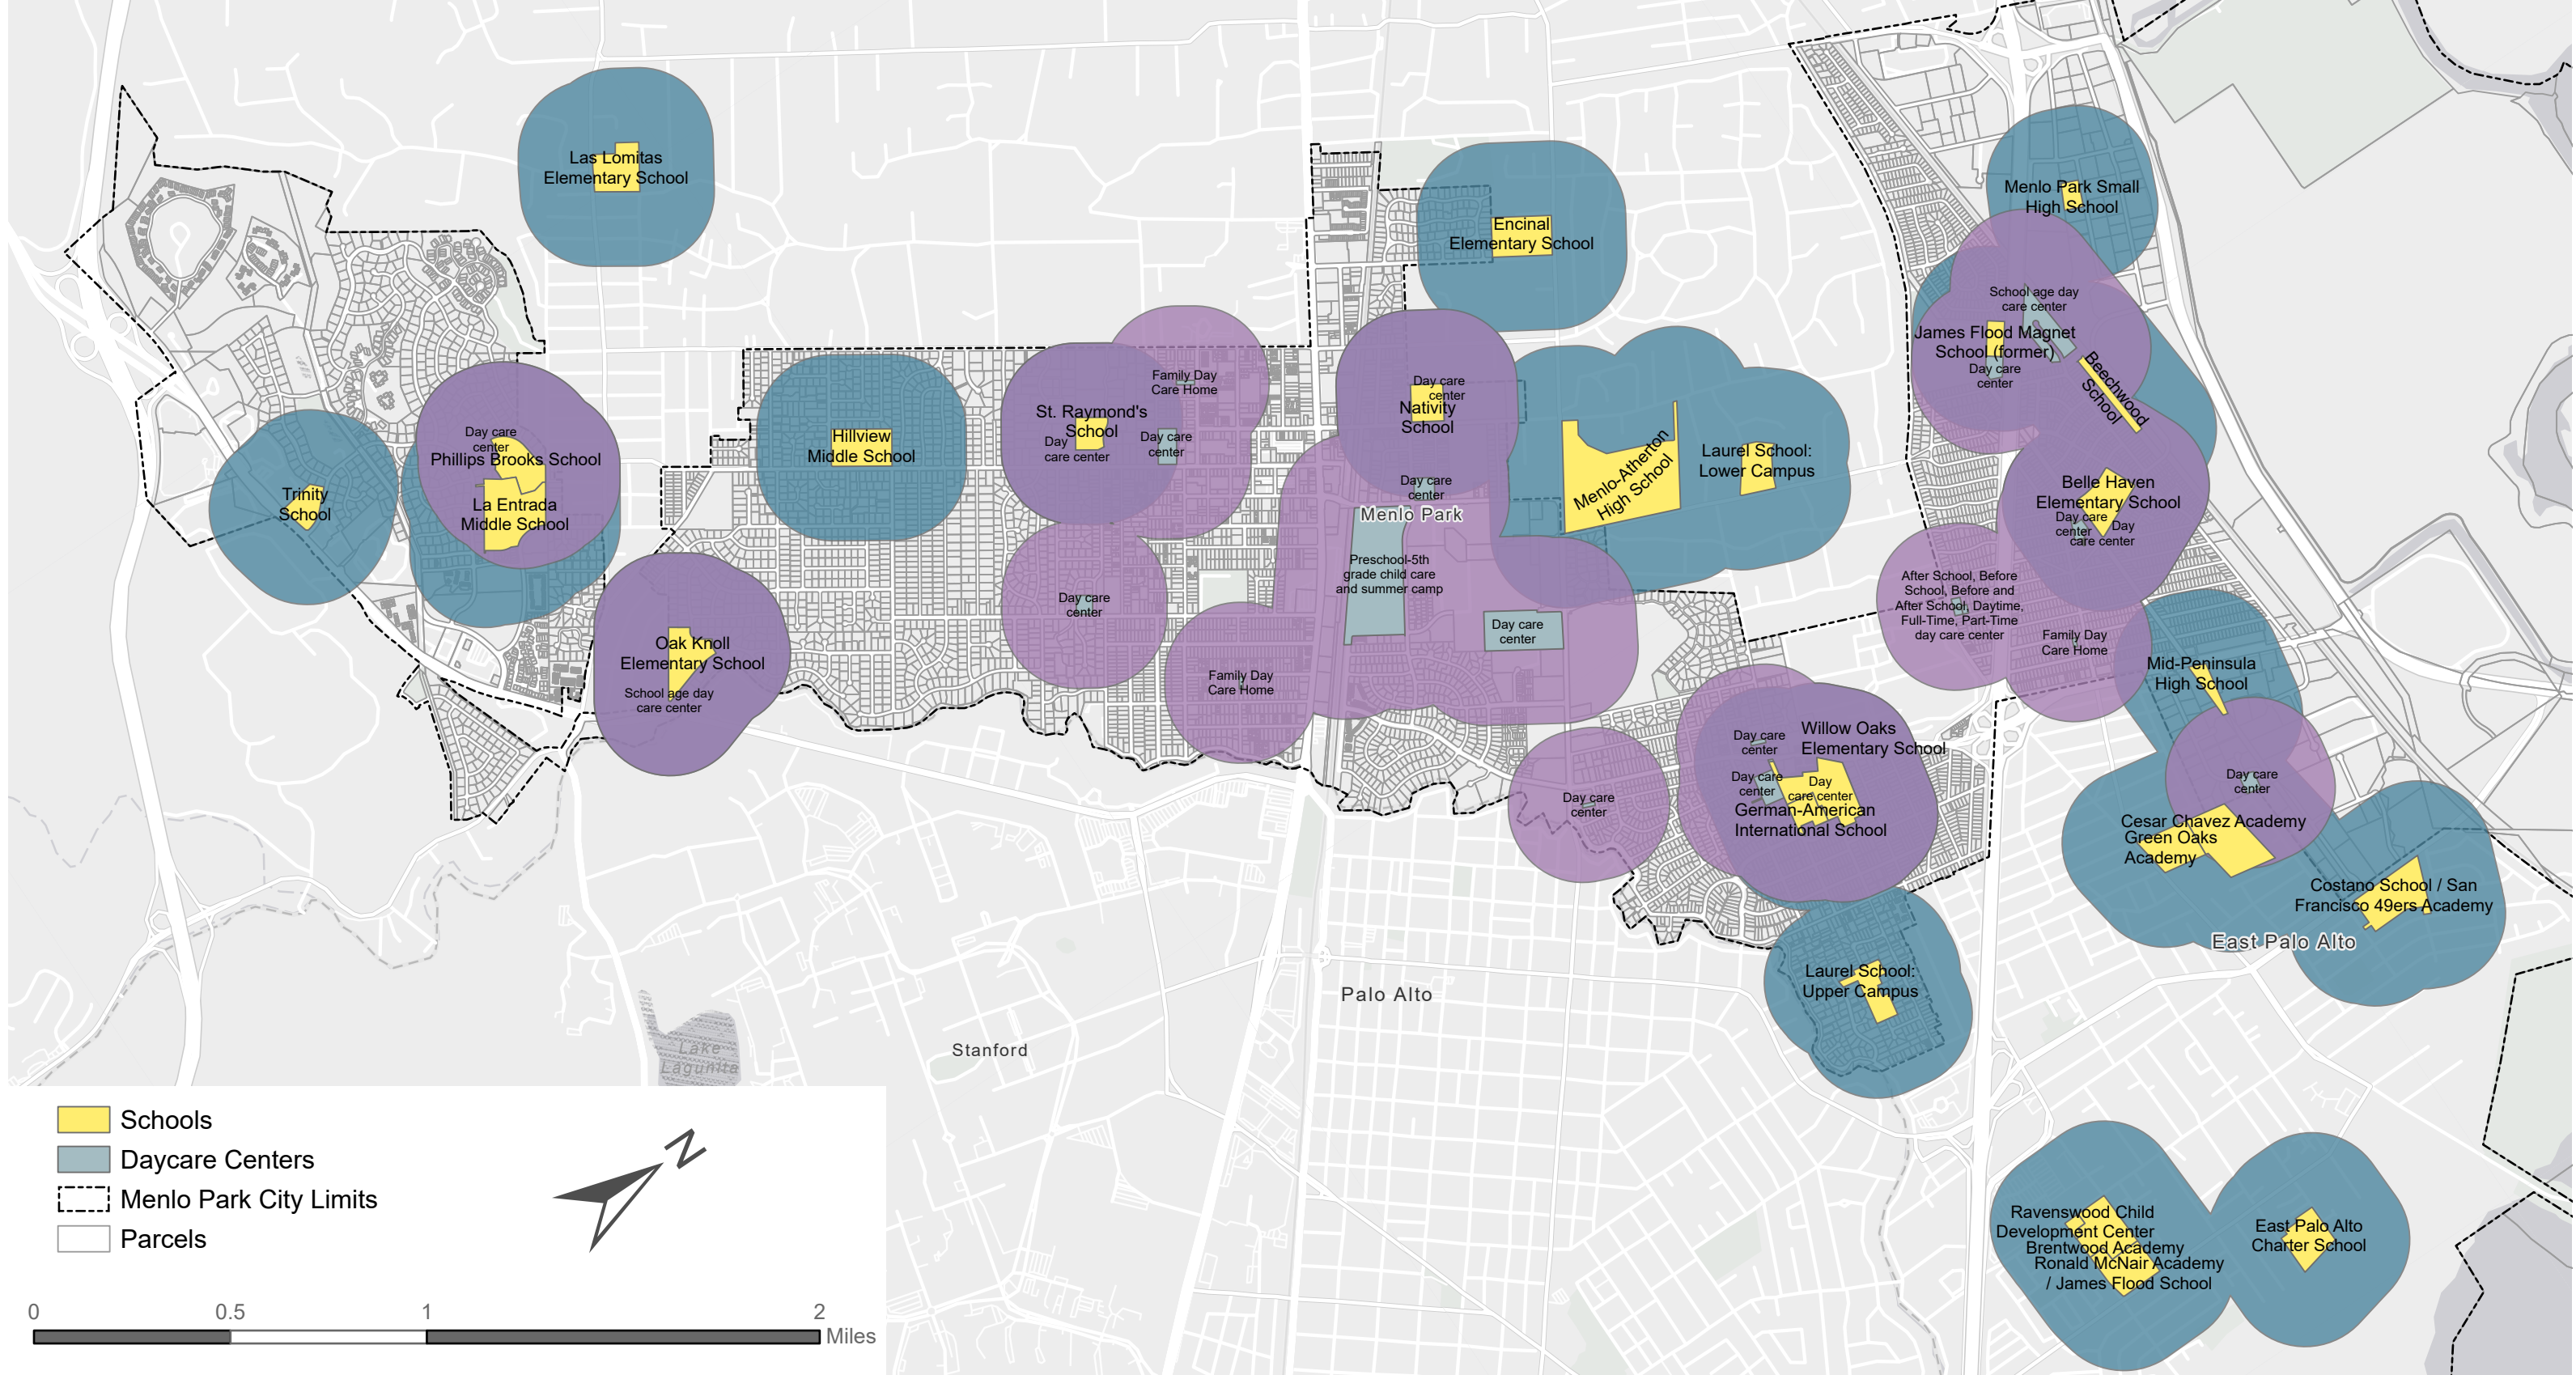 Las Lomitas
Elementary School
Encinal
Elementary School
Menlo Park Small
High School
School age day
care center
James Flood Magnet
School (former)
Day care
center
Beechwood
School
Family Day
Care Home
St. Raymond's
School
Day
care center
Day care
center
Day care
center
Nativity
School
Day care
center
Menlo Park
Hillview
Middle School
Day care
center
Phillips Brooks School
La Entrada
Middle School
Trinity
School
Menlo-Atherton
High School
Laurel School:
Lower Campus
Belle Haven
Elementary School
Day care
center
Day
care center
Preschool-5th
grade child care
and summer camp
Day care
center
Day care
center
After School, Before
School, Before and
After School, Daytime,
Full-Time, Part-Time
day care center
Family Day
Care Home
Oak Knoll
Elementary School
School age day
care center
Family Day
Care Home
Mid-Peninsula
High School
Willow Oaks
Elementary School
Day care
center
Day care
center
Day
care center
German-American
International School
Day care
center
Day care
center
Cesar Chavez Academy
Green Oaks
Academy
Costano School / San
Francisco 49ers Academy
East Palo Alto
Laurel School:
Upper Campus
Palo Alto
Stanford
Lake
Lagunita
Ravenswood Child
Development Center
Brentwood Academy
Ronald McNair Academy
/ James Flood School
East Palo Alto
Charter School
Schools
Daycare Centers
Menlo Park City Limits
Parcels
N
0 0.5 1 2
Miles